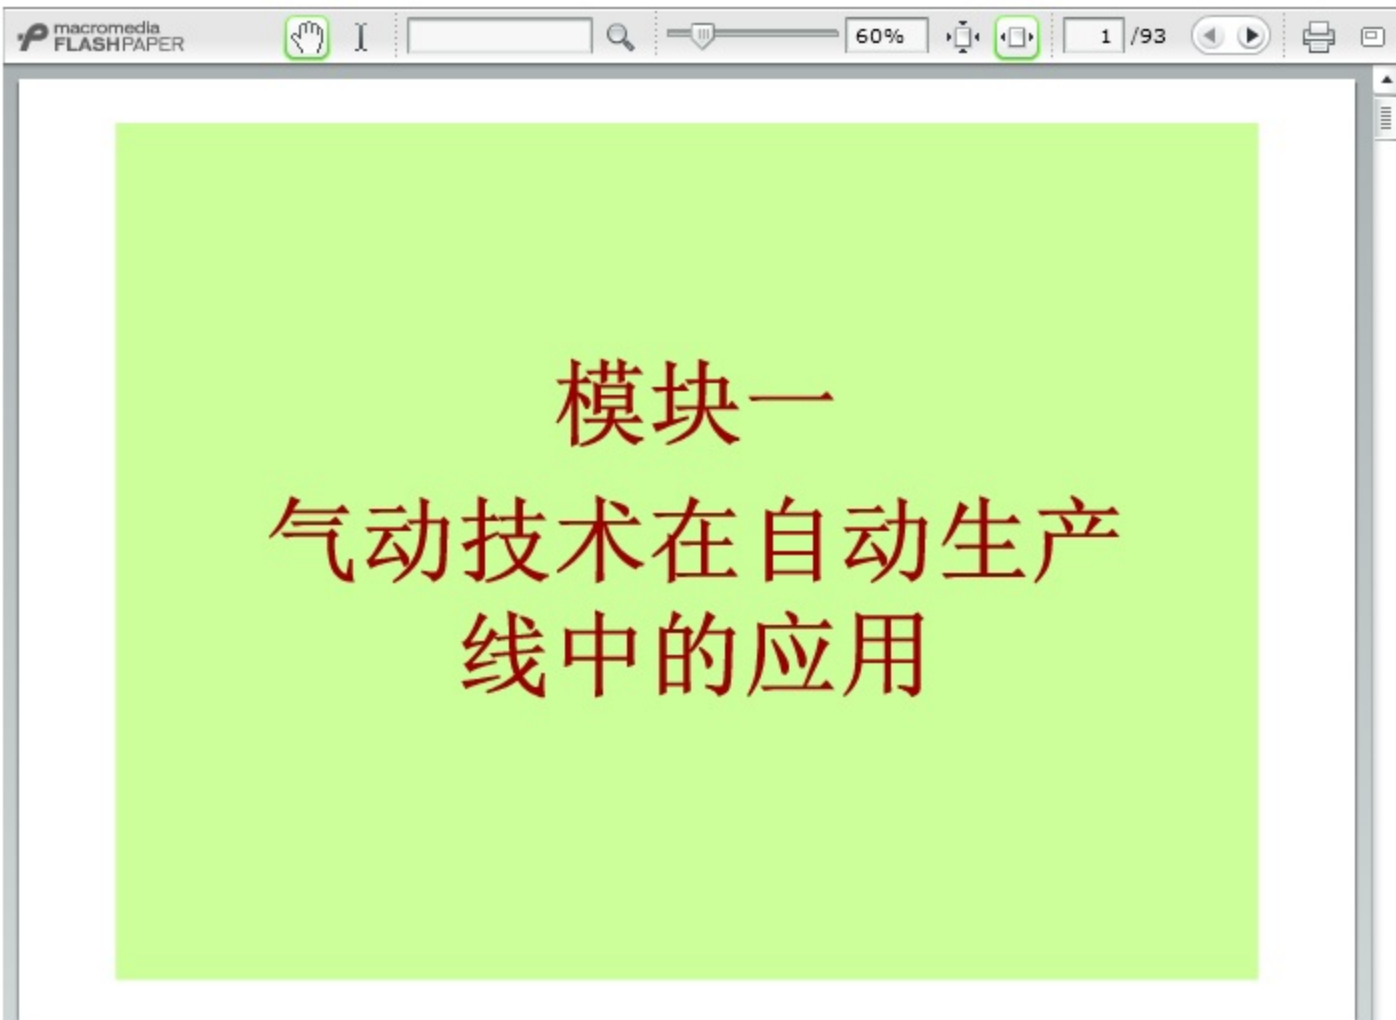 macromedia
FLASHPAPER
60%
1 /93
模块一
气动技术在自动生产
线中的应用